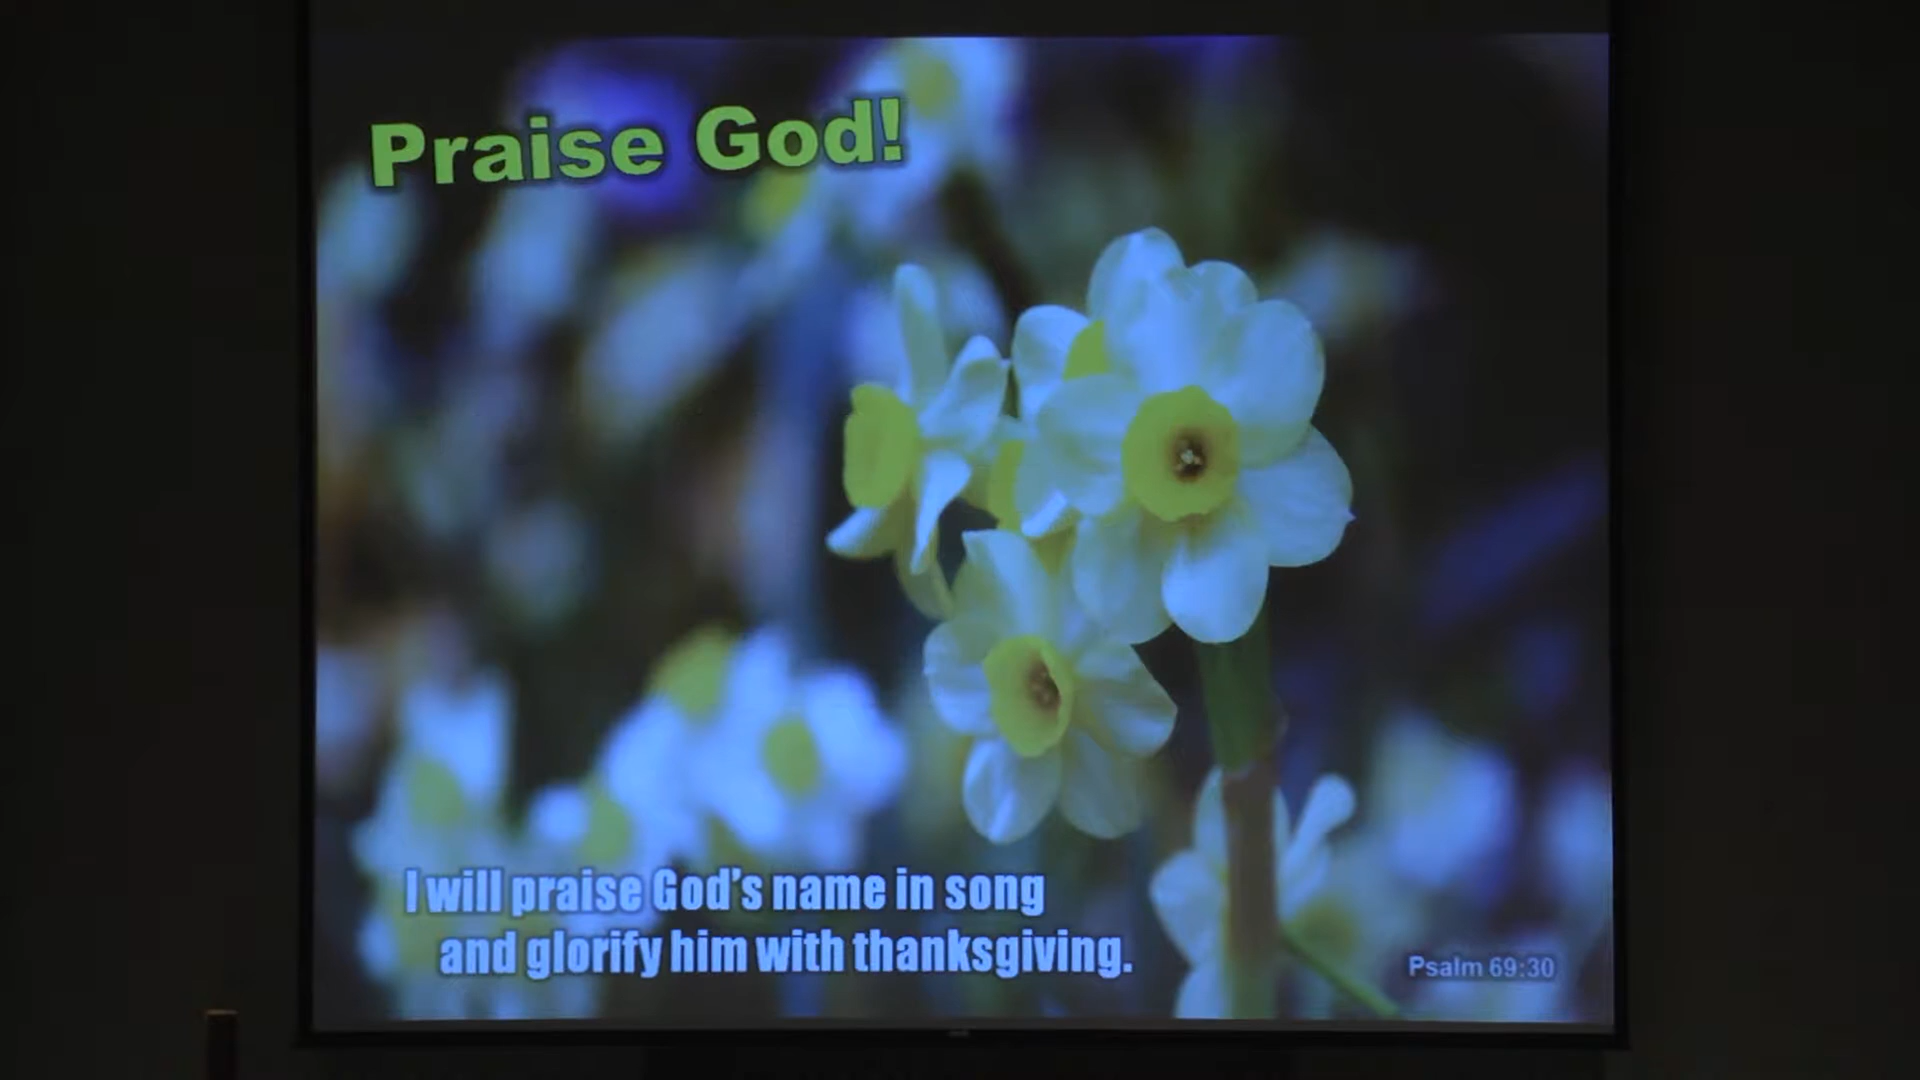 Praise God!
I will praise God's name in song
and glorify him with thanksgiving.
Psalm 69:30